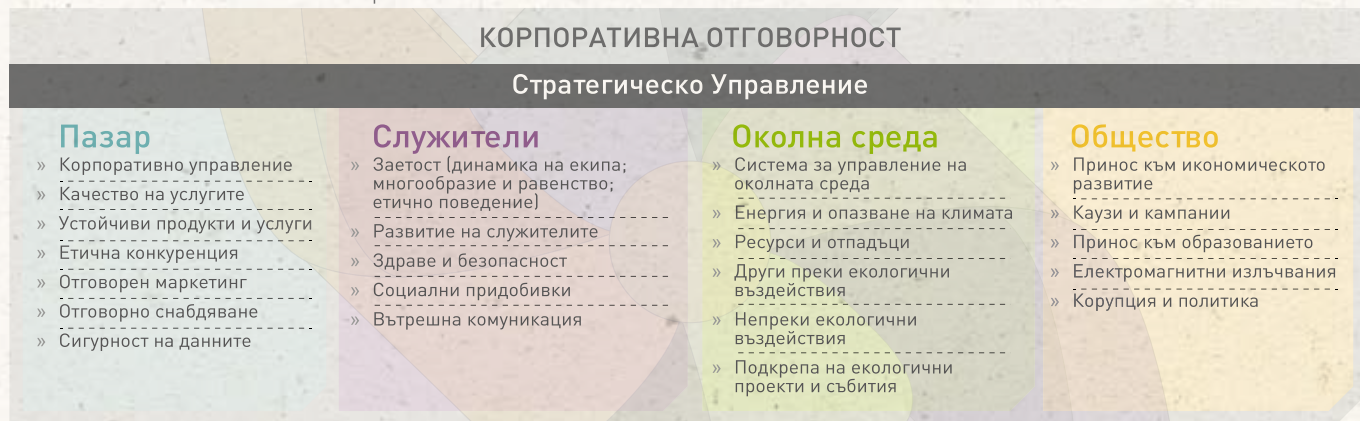 КОРПОРАТИВНА ОТГОВОРНОСТ
Стратегическо Управление
Пазар
» Корпоративно управление
» Качество на услугите
» Устойчиви продукти и услуги
» Етична конкуренция
» Отговорен маркетинг
» Отговорно снабдяване
» Сигурност на данните
Служители
» Заетост (динамика на екипа;
многообразие и равенство;
етично поведение)
» Развитие на служителите
» Здраве и безопасност
» Социални придобивки
» Вътрешна комуникация
Околна среда
» Система за управление на
околната среда
» Енергия и опазване на климата
» Ресурси и отпадъци
» Други преки екологични
въздействия
» Непреки екологични
въздействия
» Подкрепа на екологични
проекти и събития
Общество
» Принос към икономическото
развитие
» Каузи и кампании
» Принос към образованието
» Електромагнитни излъчвания
» Корупция и политика